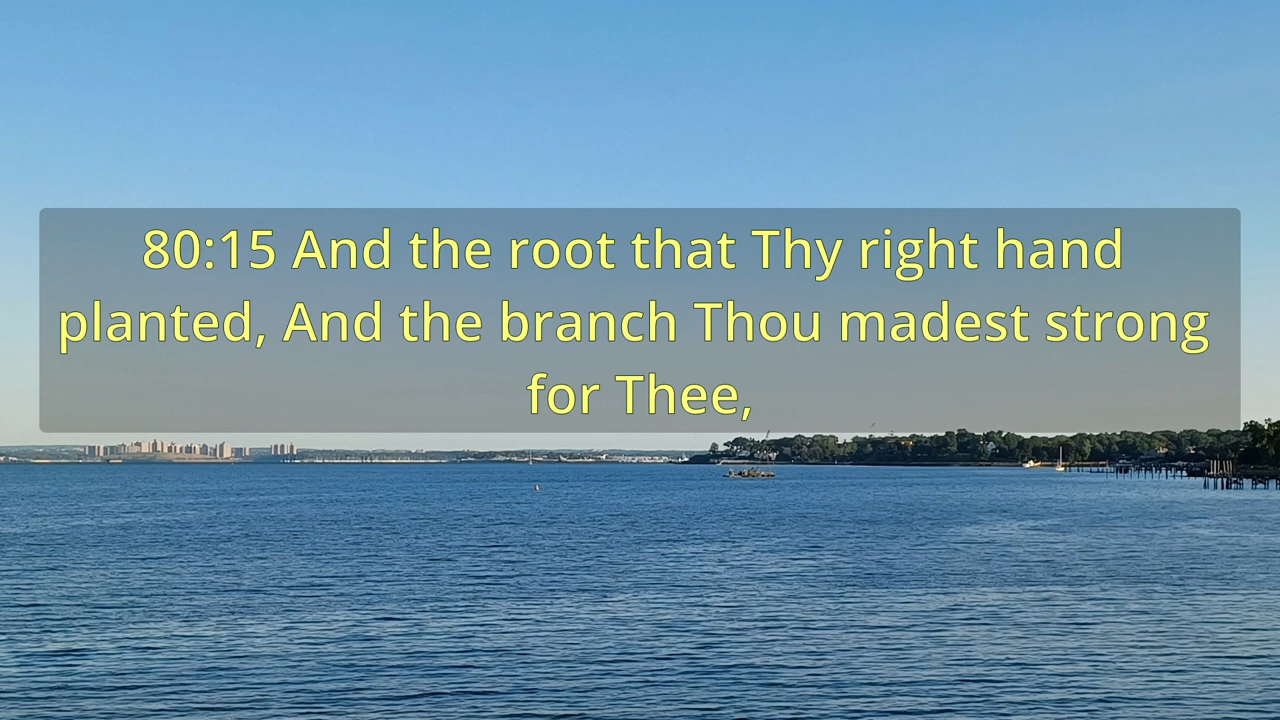 80:15 And the root that Thy right hand
planted, And the branch Thou madest strong
for Thee,